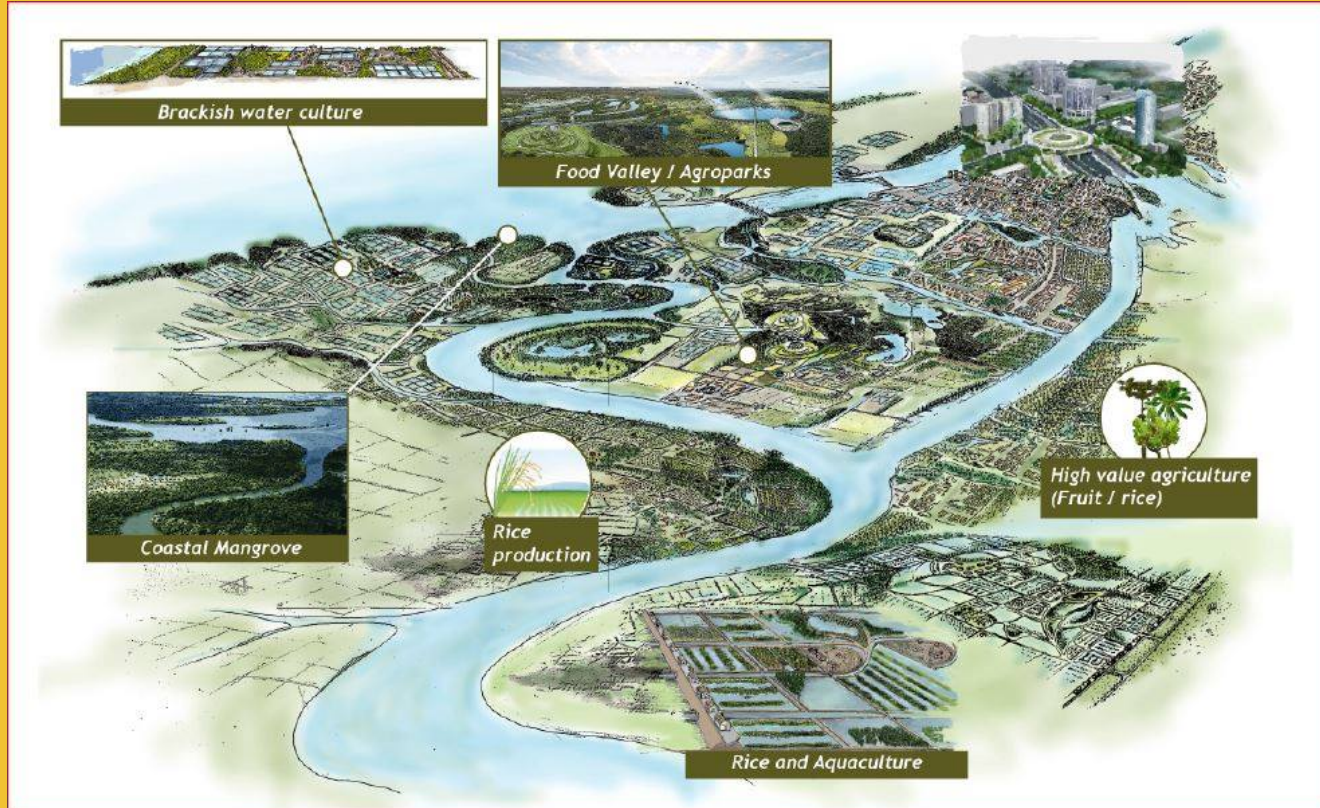 Brackish water culture
Food Valley / Agroparks
High value agriculture
(Fruit / rice)
Coastal Mangrove
Rice
production
Rice and Aquaculture